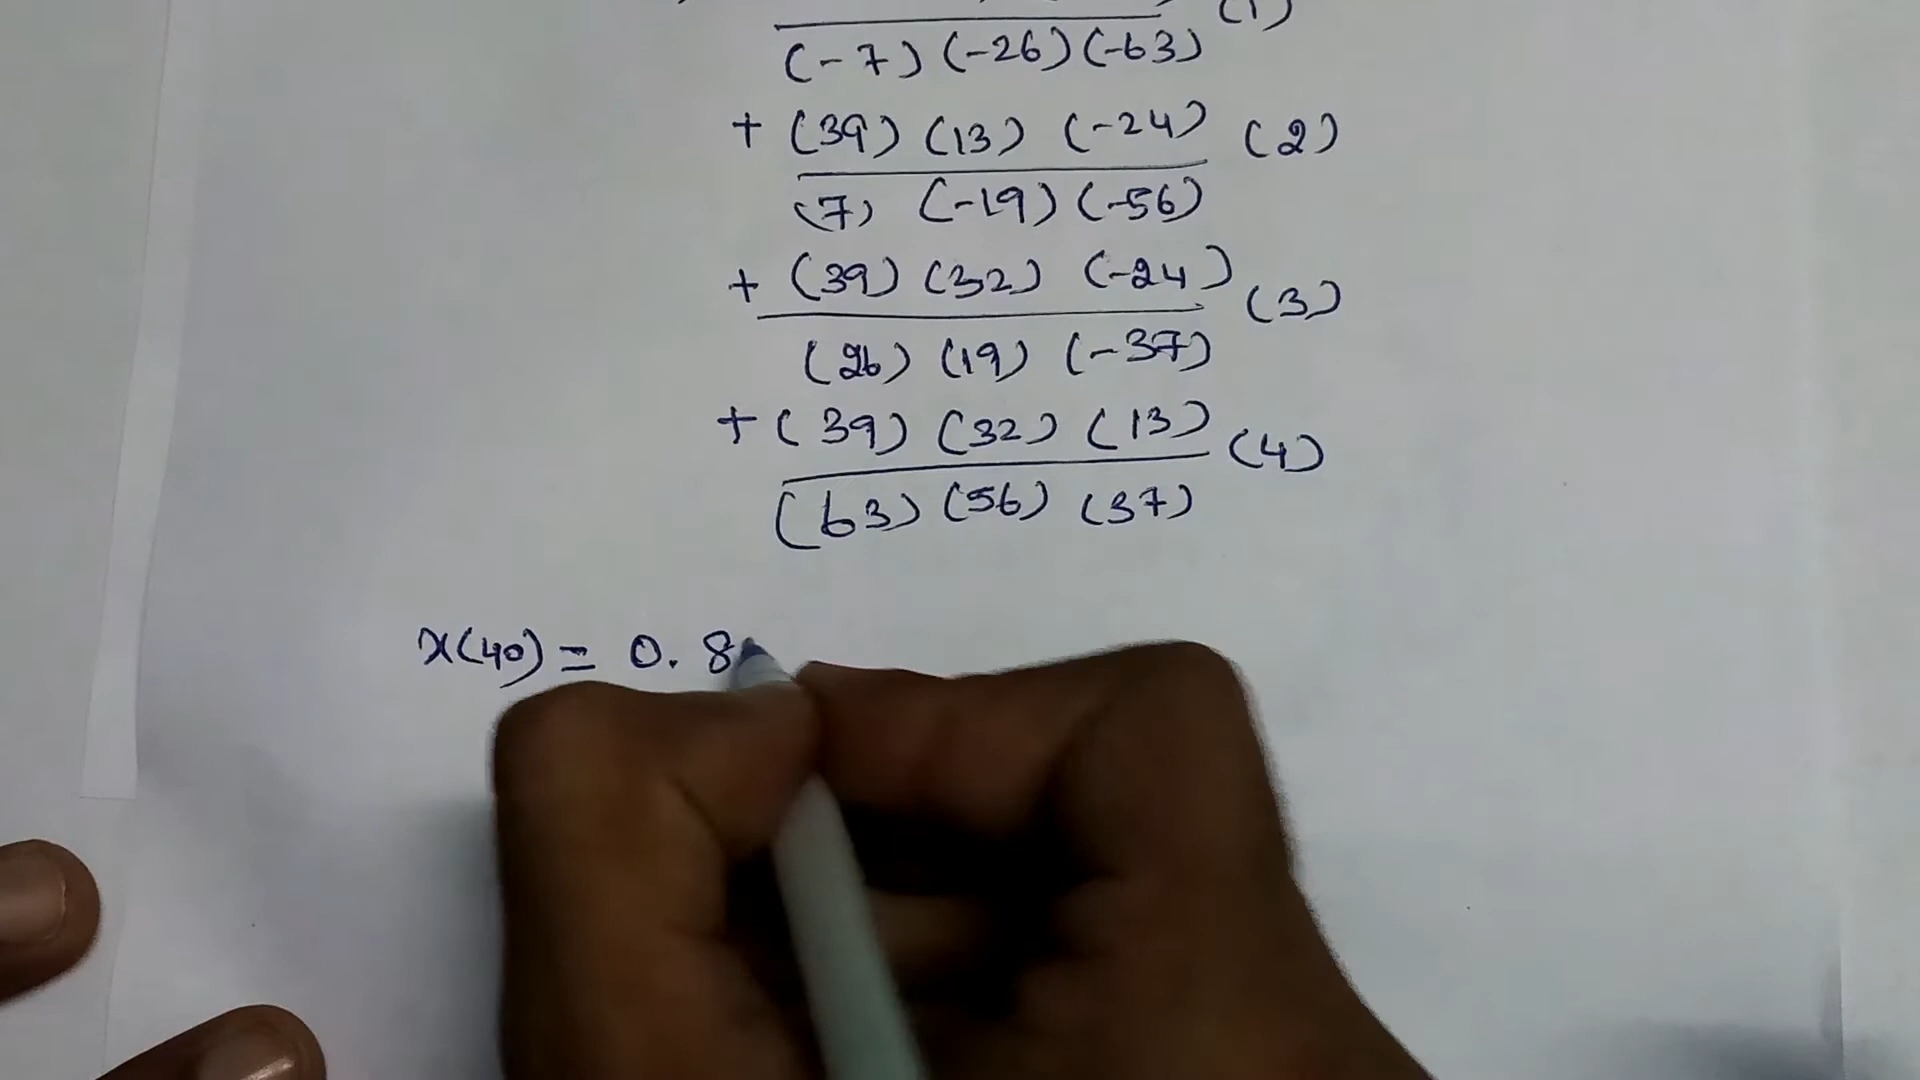 (1)
(-7) (-26) (-63)
+ (39) (13) (-24) (2)
(7) (-19) (-56)
+ (39) (32) (-24) (3)
(26) (19) (-37)
+ (39) (32) (13) (4)
(63) (56) (37)
x(40) = 0.8